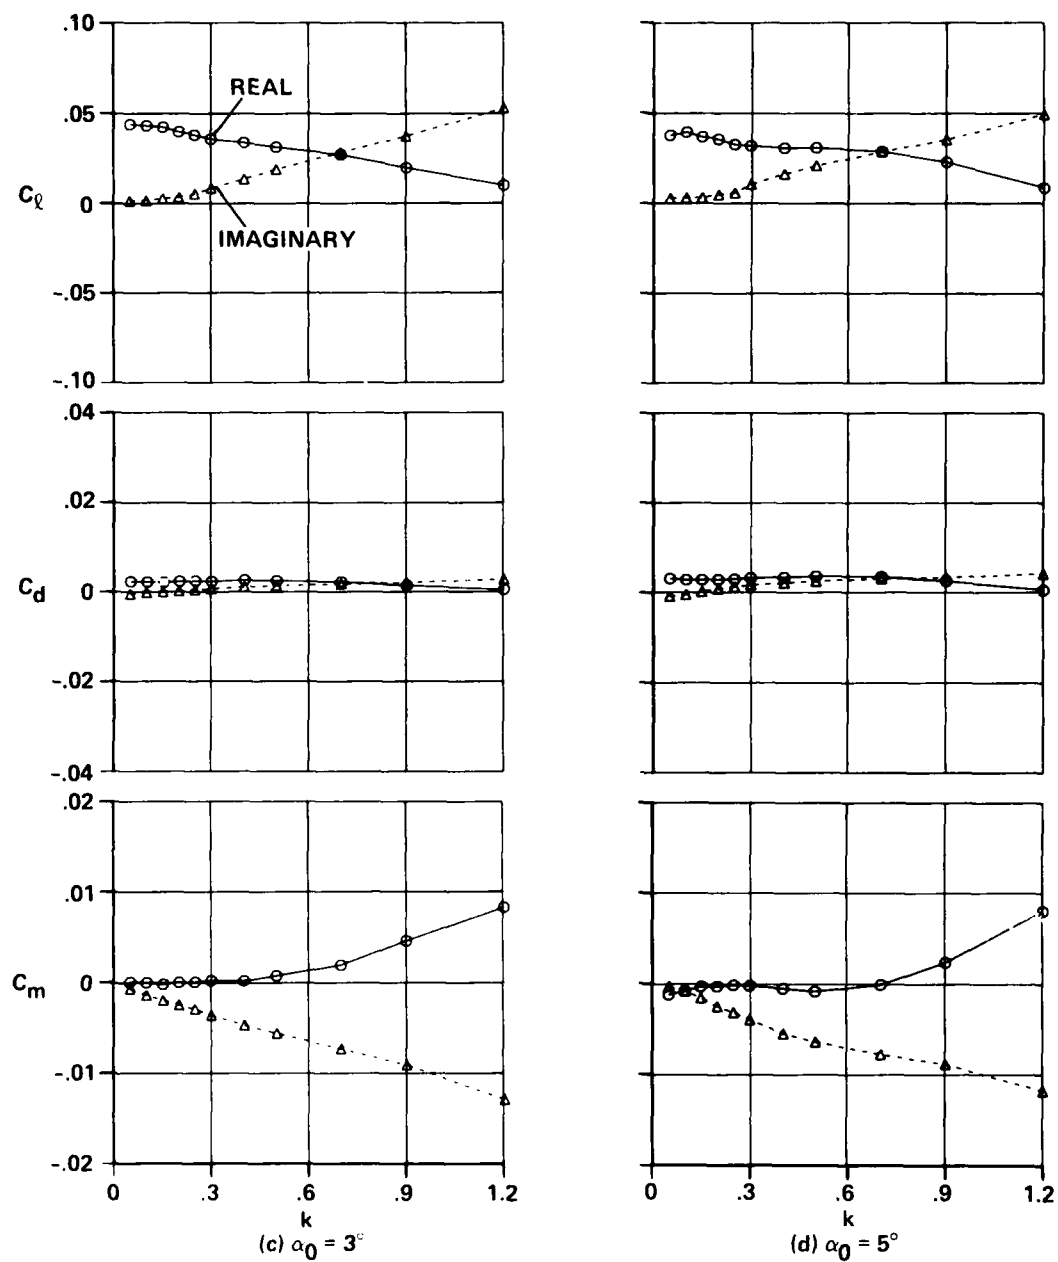 .10
.05
0
-.05
-.10
C_ℓ
REAL
IMAGINARY
.04
.02
0
-.02
-.04
C_d
.02
.01
0
-.01
-.02
C_m
0 .3 .6 .9 1.2
k
(c) α_0 = 3°
0 .3 .6 .9 1.2
k
(d) α_0 = 5°